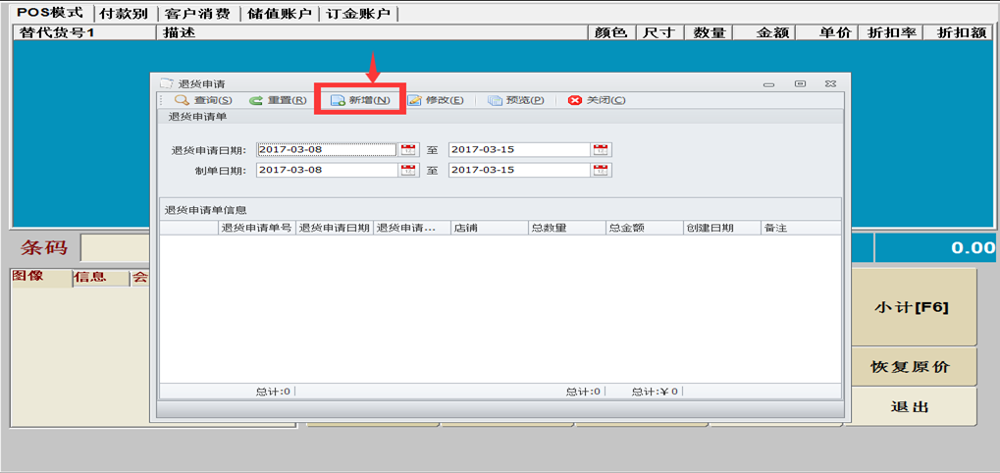 POS模式 付款别 客户消费 储值账户 订金账户
替代货号1 描述 颜色 尺寸 数量 金额 单价 折扣率 折扣额
退货申请
查询(S) 重置(R) 新增(N) 修改(E) 预览(P) 关闭(C)
退货申请单
退货申请日期: 2017-03-08 至 2017-03-15
制单日期: 2017-03-08 至 2017-03-15
退货申请单信息
退货申请单号 退货申请日期 退货申请... 店铺 总数量 总金额 创建日期 备注
条码 0.00
图像 信息 会
小计[F6]
恢复原价
总计:0 总计:0 总计:¥0
退出